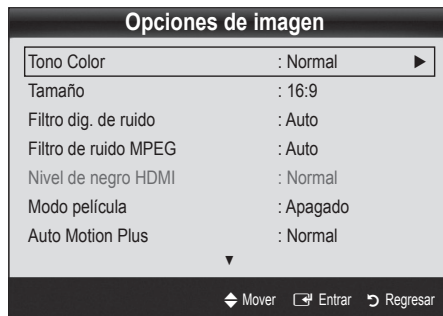 Opciones de imagen
Tono Color : Normal ►
Tamaño : 16:9
Filtro dig. de ruido : Auto
Filtro de ruido MPEG : Auto
Nivel de negro HDMI : Normal
Modo película : Apagado
Auto Motion Plus : Normal
▼
Mover Entrar Regresar